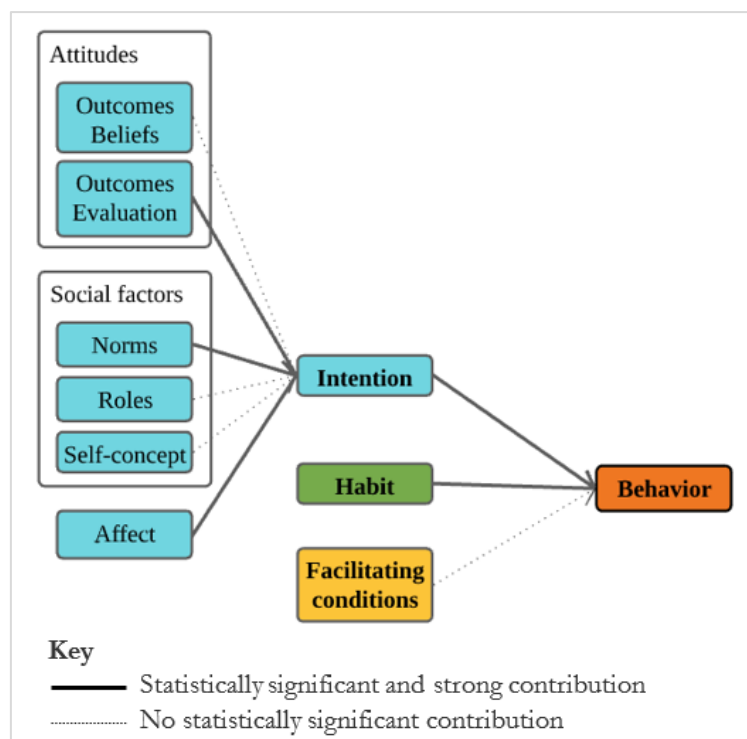 Attitudes
Outcomes
Beliefs
Outcomes
Evaluation
Social factors
Norms
Roles
Self-concept
Affect
Intention
Habit
Facilitating
conditions
Behavior
Key
Statistically significant and strong contribution
No statistically significant contribution